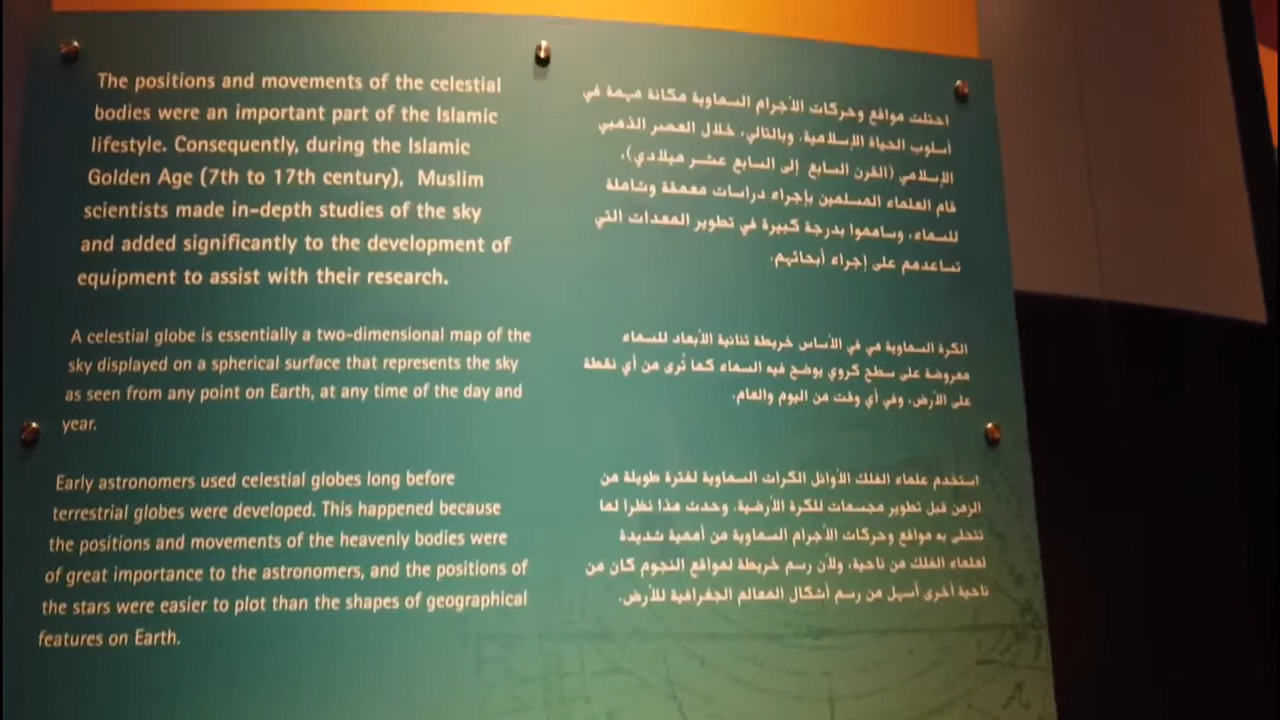 The positions and movements of the celestial
bodies were an important part of the Islamic
lifestyle. Consequently, during the Islamic
Golden Age (7th to 17th century), Muslim
scientists made in-depth studies of the sky
and added significantly to the development of
equipment to assist with their research.
A celestial globe is essentially a two-dimensional map of the
sky displayed on a spherical surface that represents the sky
as seen from any point on Earth, at any time of the day and
year.
Early astronomers used celestial globes long before
terrestrial globes were developed. This happened because
the positions and movements of the heavenly bodies were
of great importance to the astronomers, and the positions of
the stars were easier to plot than the shapes of geographical
features on Earth.
احتلت مواقع وحركات الأجرام السماوية مكانة مهمة في
أسلوب الحياة الإسلامية. وبالتالي، خلال العصر الذهبي
الإسلامي (القرن السابع إلى السابع عشر ميلادي)،
قام العلماء المسلمين بإجراء دراسات معمقة وشاملة
للسماء، وساهموا بدرجة كبيرة في تطوير المعدات التي
تساعدهم على إجراء أبحاثهم.
الكرة السماوية هي في الأساس خريطة ثنائية الأبعاد للسماء
معروضة على سطح كروي يوضح فيه السماء كما تُرى من أي نقطة
على الأرض، وفي أي وقت من اليوم والعام.
استخدم علماء الفلك الأوائل الكرات السماوية لفترة طويلة من
الزمن قبل تطوير مجسمات للكرة الأرضية. وحدث هذا نظرا لما
تتحلى به مواقع وحركات الأجرام السماوية من أهمية شديدة
لعلماء الفلك من ناحية، ولأن رسم خريطة لمواقع النجوم كان من
ناحية أخرى أسهل من رسم أشكال المعالم الجغرافية للأرض.